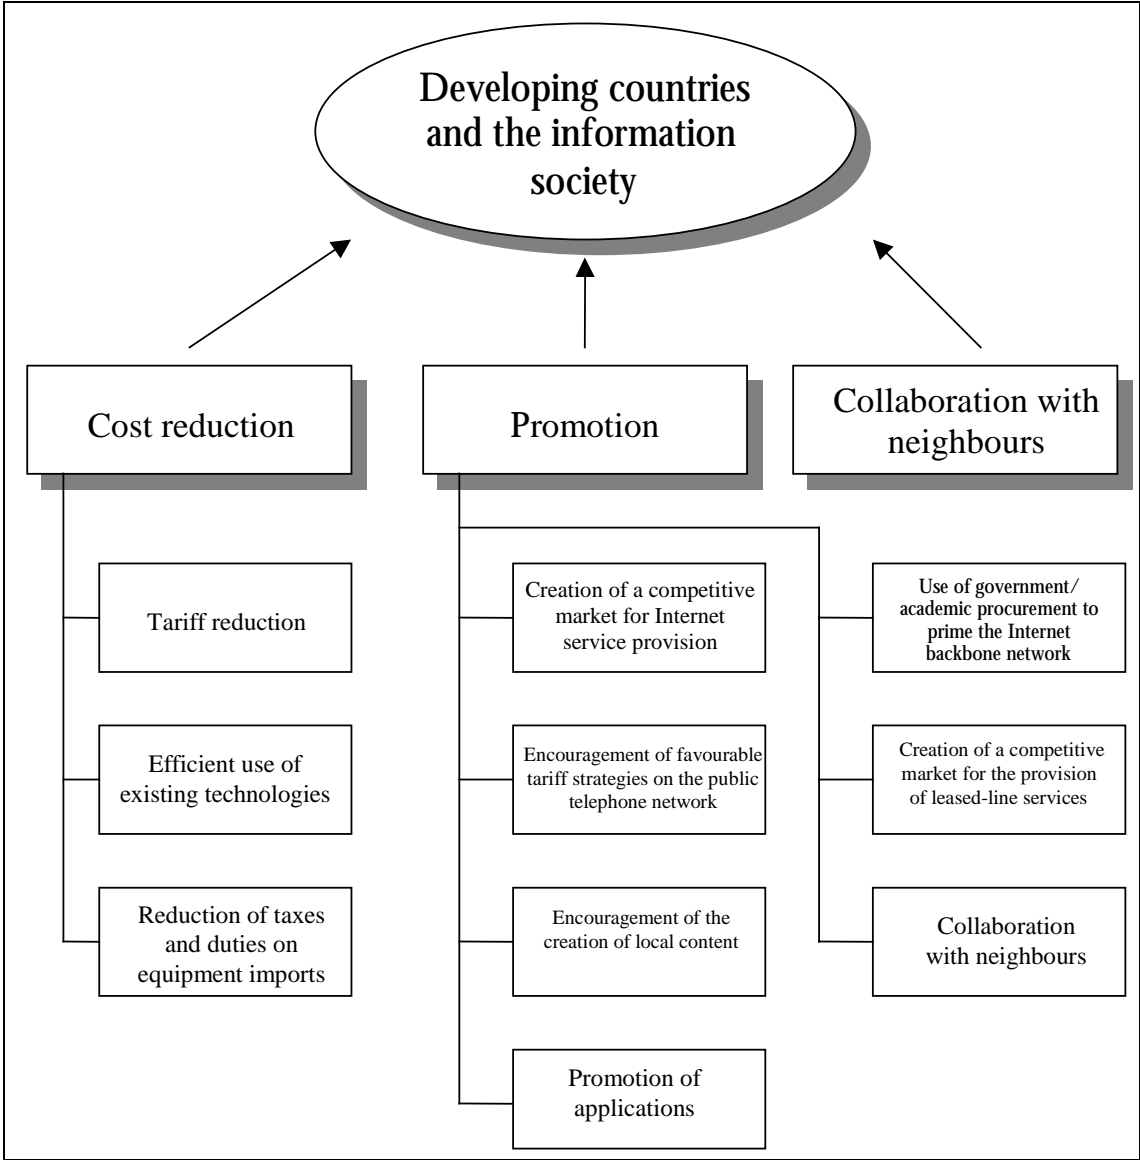 Developing countries
and the information
society
Cost reduction
Promotion
Collaboration with
neighbours
Tariff reduction
Efficient use of
existing technologies
Reduction of taxes
and duties on
equipment imports
Creation of a competitive
market for Internet
service provision
Encouragement of favourable
tariff strategies on the public
telephone network
Encouragement of the
creation of local content
Promotion of
applications
Use of government/
academic procurement to
prime the Internet
backbone network
Creation of a competitive
market for the provision
of leased-line services
Collaboration
with neighbours